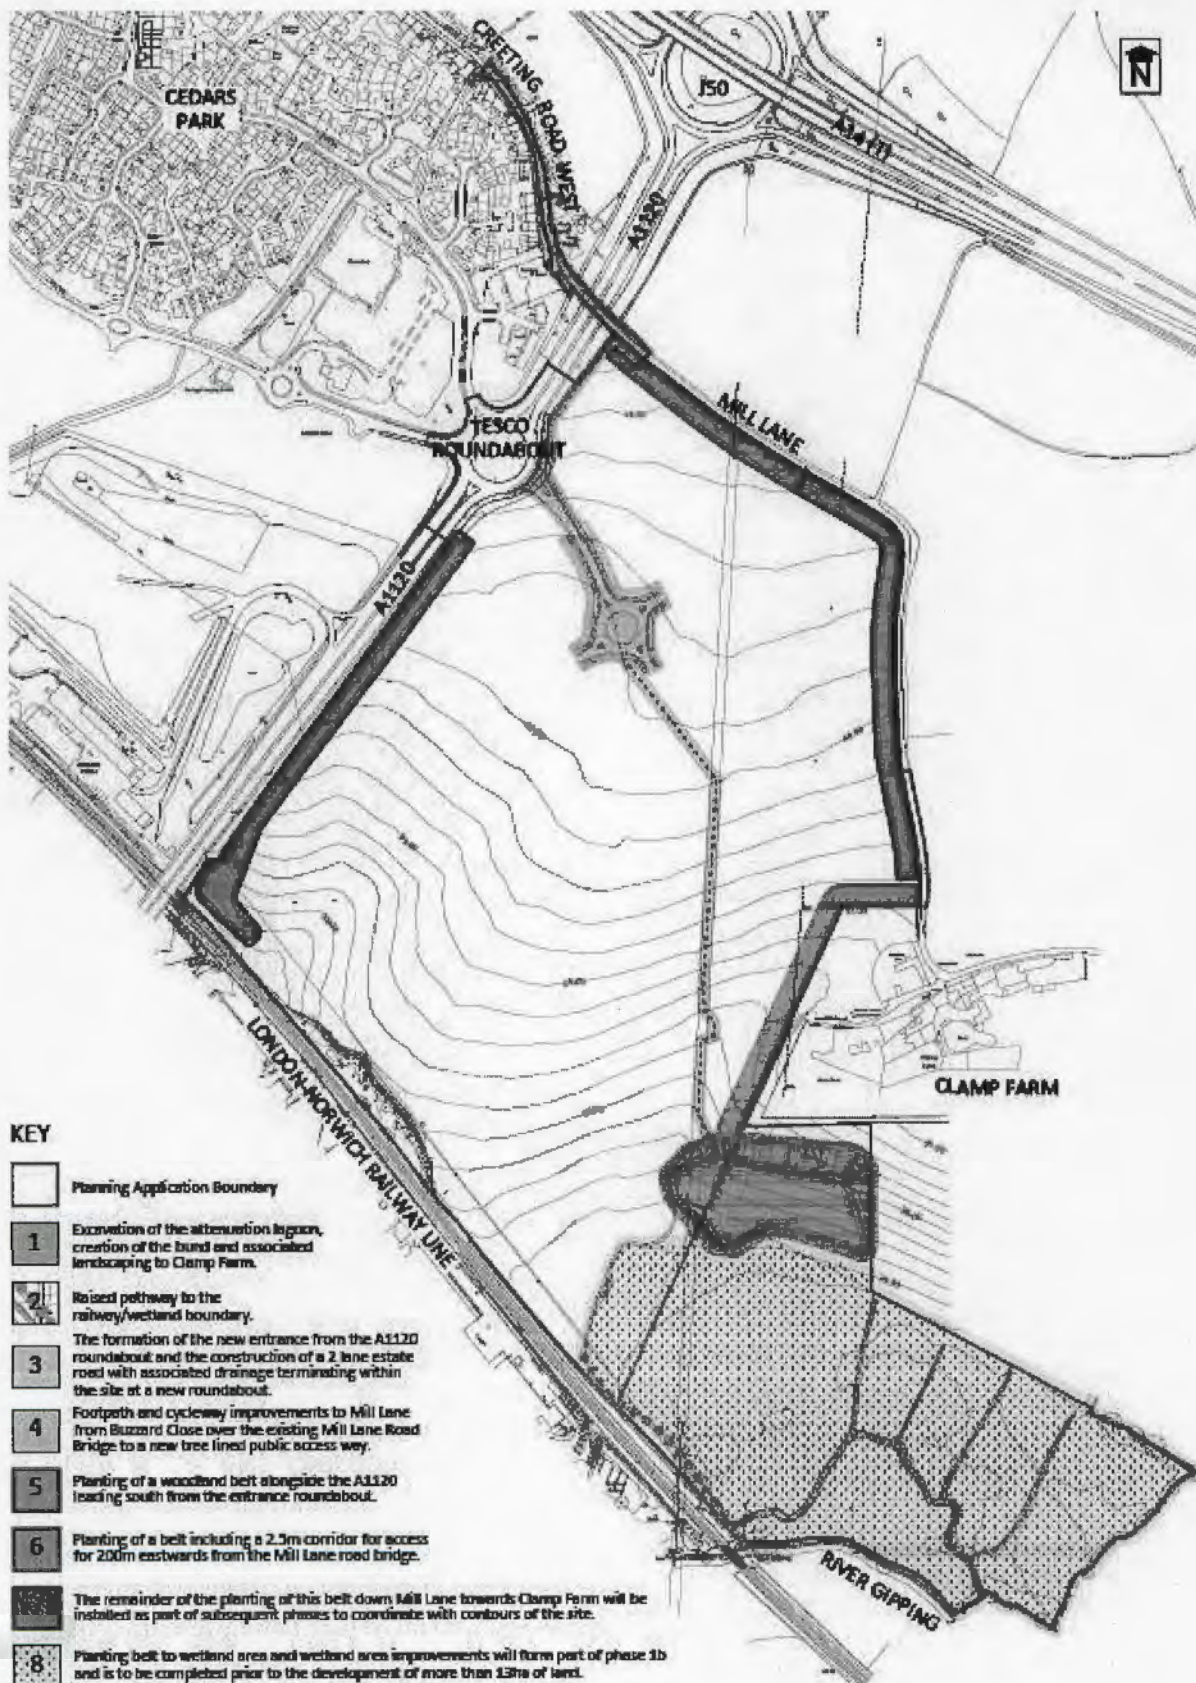 CREETING ROAD WEST
N
CEDARS
PARK
J50
A14 (T)
A1120
MILL LANE
TESCO
ROUNDABOUT
A1120
LONDON-NORWICH RAILWAY LINE
CLAMP FARM
RIVER GIPPING
KEY
Planning Application Boundary
1
Excavation of the attenuation lagoon,
creation of the bund and associated
landscaping to Clamp Farm.
2
Raised pathway to the
railway/wetland boundary.
3
The formation of the new entrance from the A1120
roundabout and the construction of a 2 lane estate
road with associated drainage terminating within
the site at a new roundabout.
4
Footpath and cycleway improvements to Mill Lane
from Buzzard Close over the existing Mill Lane Road
Bridge to a new tree lined public access way.
5
Planting of a woodland belt alongside the A1120
leading south from the entrance roundabout.
6
Planting of a belt including a 2.5m corridor for access
for 200m eastwards from the Mill Lane road bridge.
The remainder of the planting of this belt down Mill Lane towards Clamp Farm will be
installed as part of subsequent phases to coordinate with contours of the site.
8
Planting belt to wetland area and wetland area improvements will form part of phase 1b
and is to be completed prior to the development of more than 13ha of land.